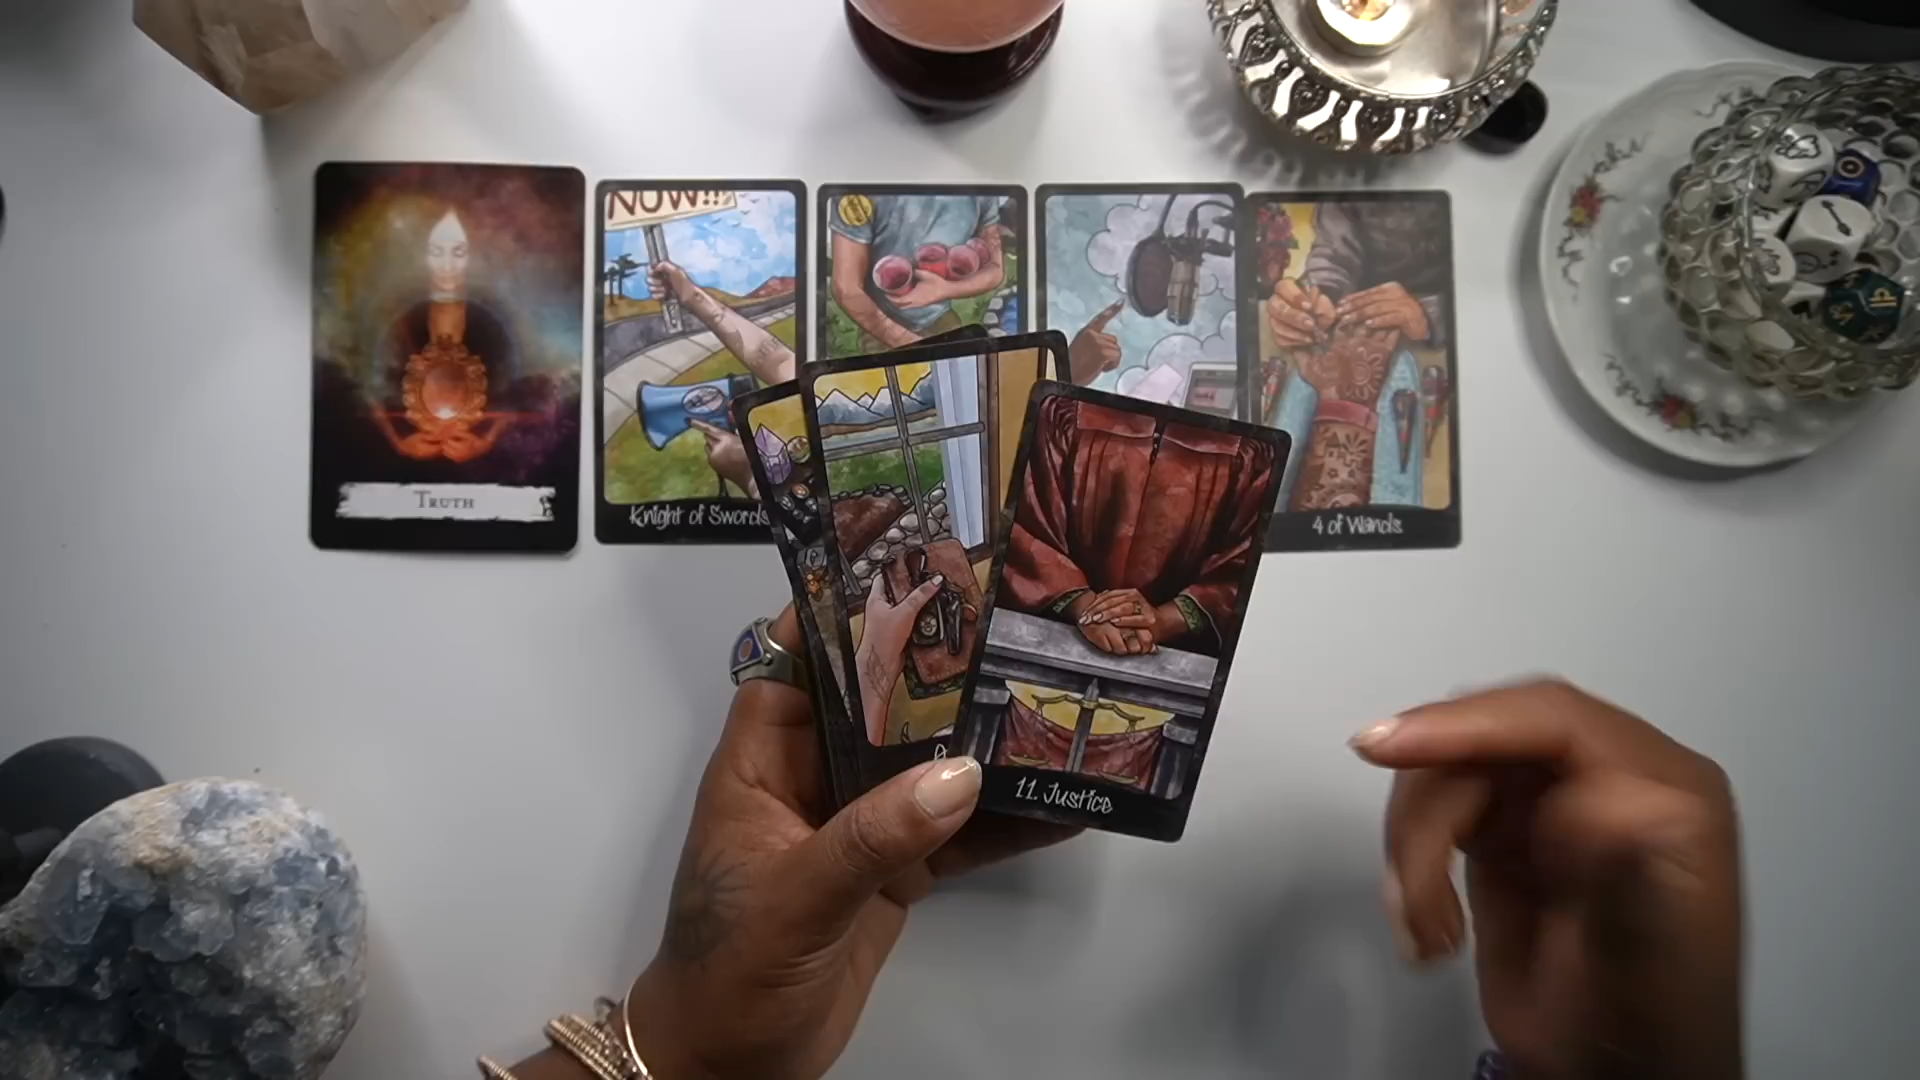 NOW!!
TRUTH
Knight of Swords
4 of Wands
11. Justice